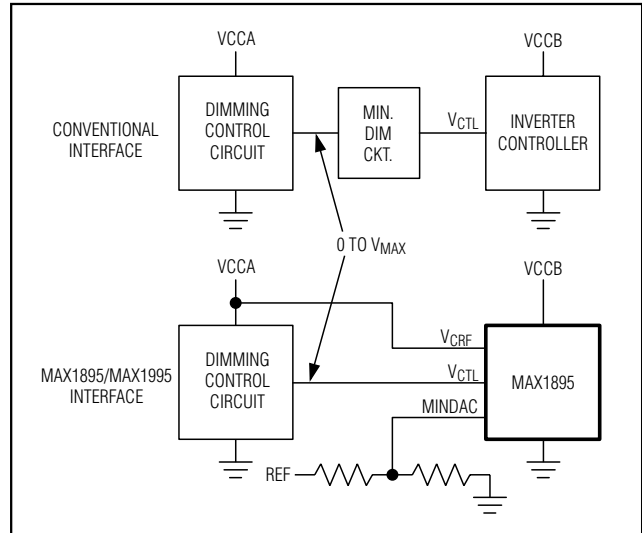 VCCA
VCCB
CONVENTIONAL
INTERFACE
DIMMING
CONTROL
CIRCUIT
MIN.
DIM
CKT.
VCTL
INVERTER
CONTROLLER
0 TO VMAX
VCCA
VCCB
MAX1895/MAX1995
INTERFACE
DIMMING
CONTROL
CIRCUIT
VCRF
VCTL
MINDAC
MAX1895
REF